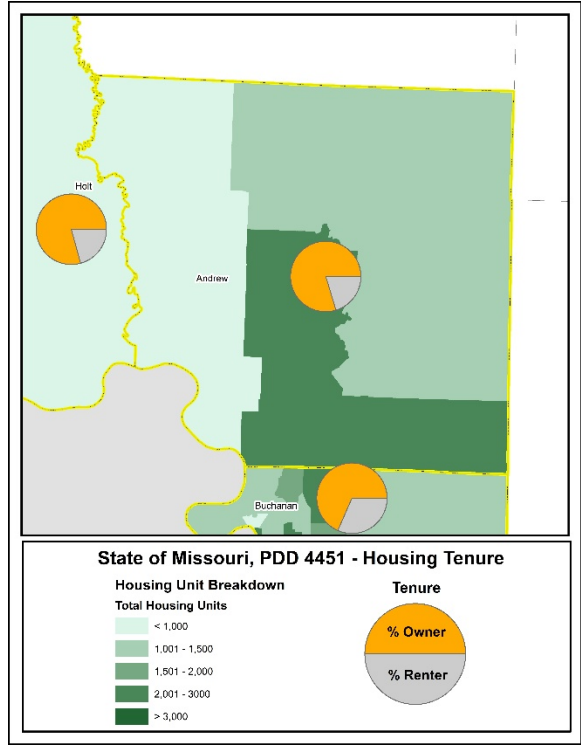 Holt
Andrew
Buchanan
State of Missouri, PDD 4451 - Housing Tenure
Housing Unit Breakdown
Total Housing Units
< 1,000
1,001 - 1,500
1,501 - 2,000
2,001 - 3000
> 3,000
Tenure
% Owner
% Renter